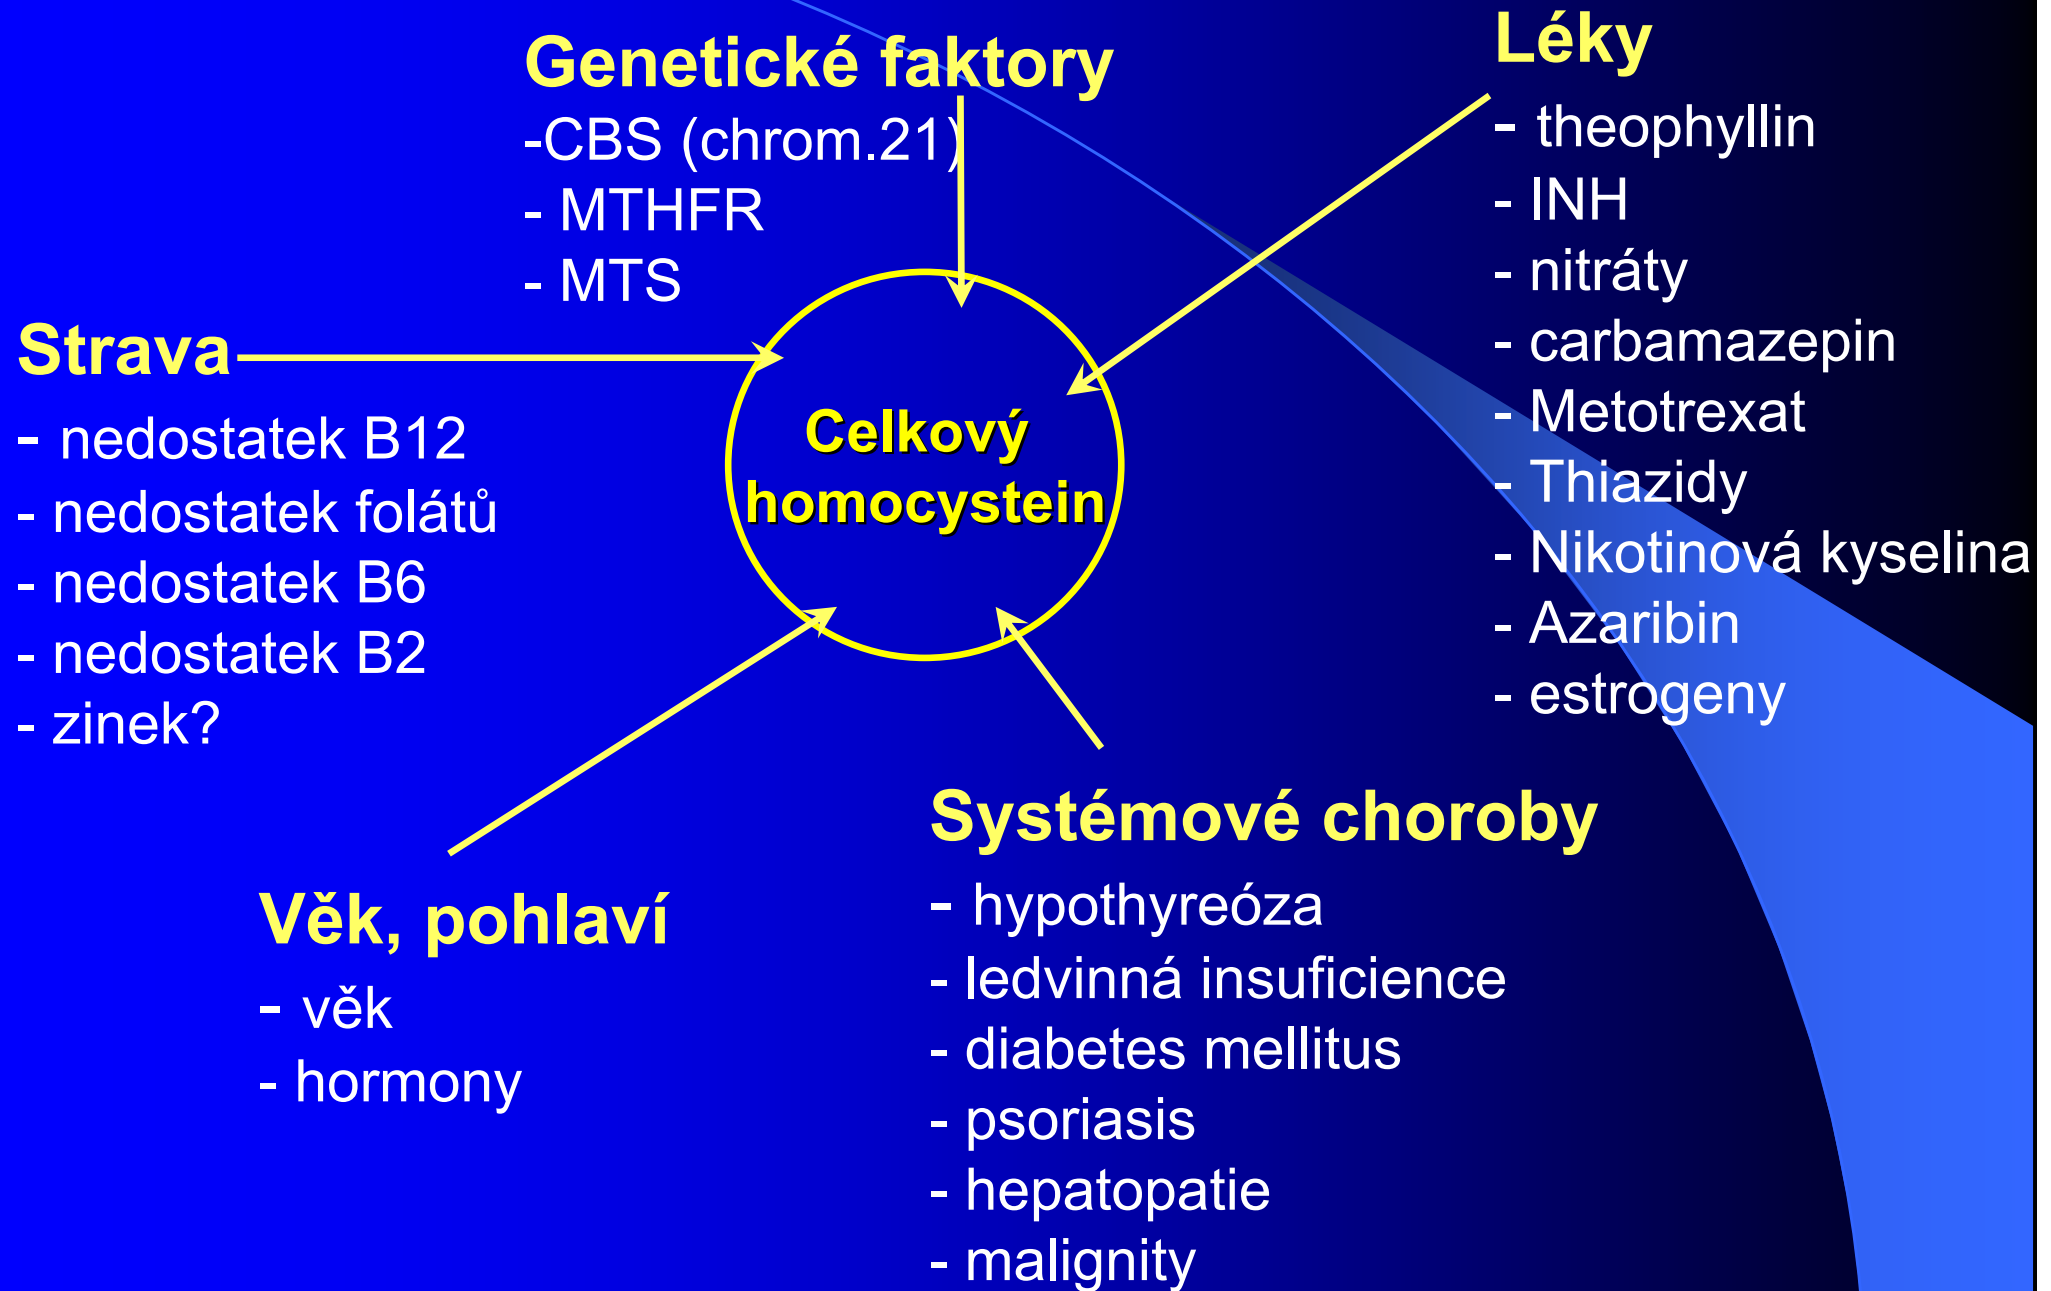 Genetické faktory
-CBS (chrom.21)
- MTHFR
- MTS
Léky
- theophyllin
- INH
- nitráty
- carbamazepin
- Metotrexat
- Thiazidy
- Nikotinová kyselina
- Azaribin
- estrogeny
Strava
- nedostatek B12
- nedostatek folátů
- nedostatek B6
- nedostatek B2
- zinek?
Celkový
homocystein
Věk, pohlaví
- věk
- hormony
Systémové choroby
- hypothyreóza
- ledvinná insuficience
- diabetes mellitus
- psoriasis
- hepatopatie
- malignity